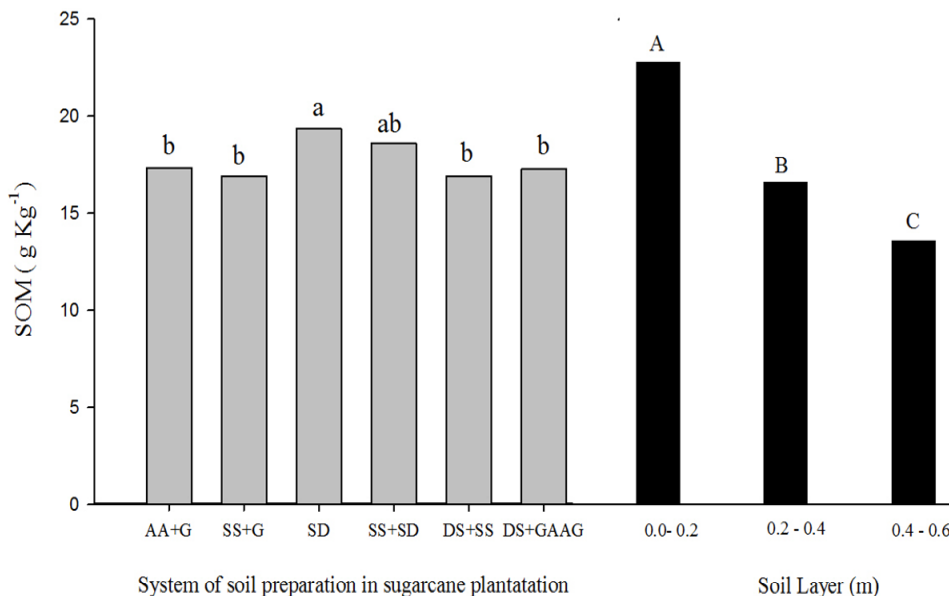 25
20
15
10
5
0
SOM ( g Kg-1)
b
b
a
ab
b
b
A
B
C
AA+G SS+G SD SS+SD DS+SS DS+GAAG 0.0- 0.2 0.2 - 0.4 0.4 - 0.6
System of soil preparation in sugarcane plantatation Soil Layer (m)